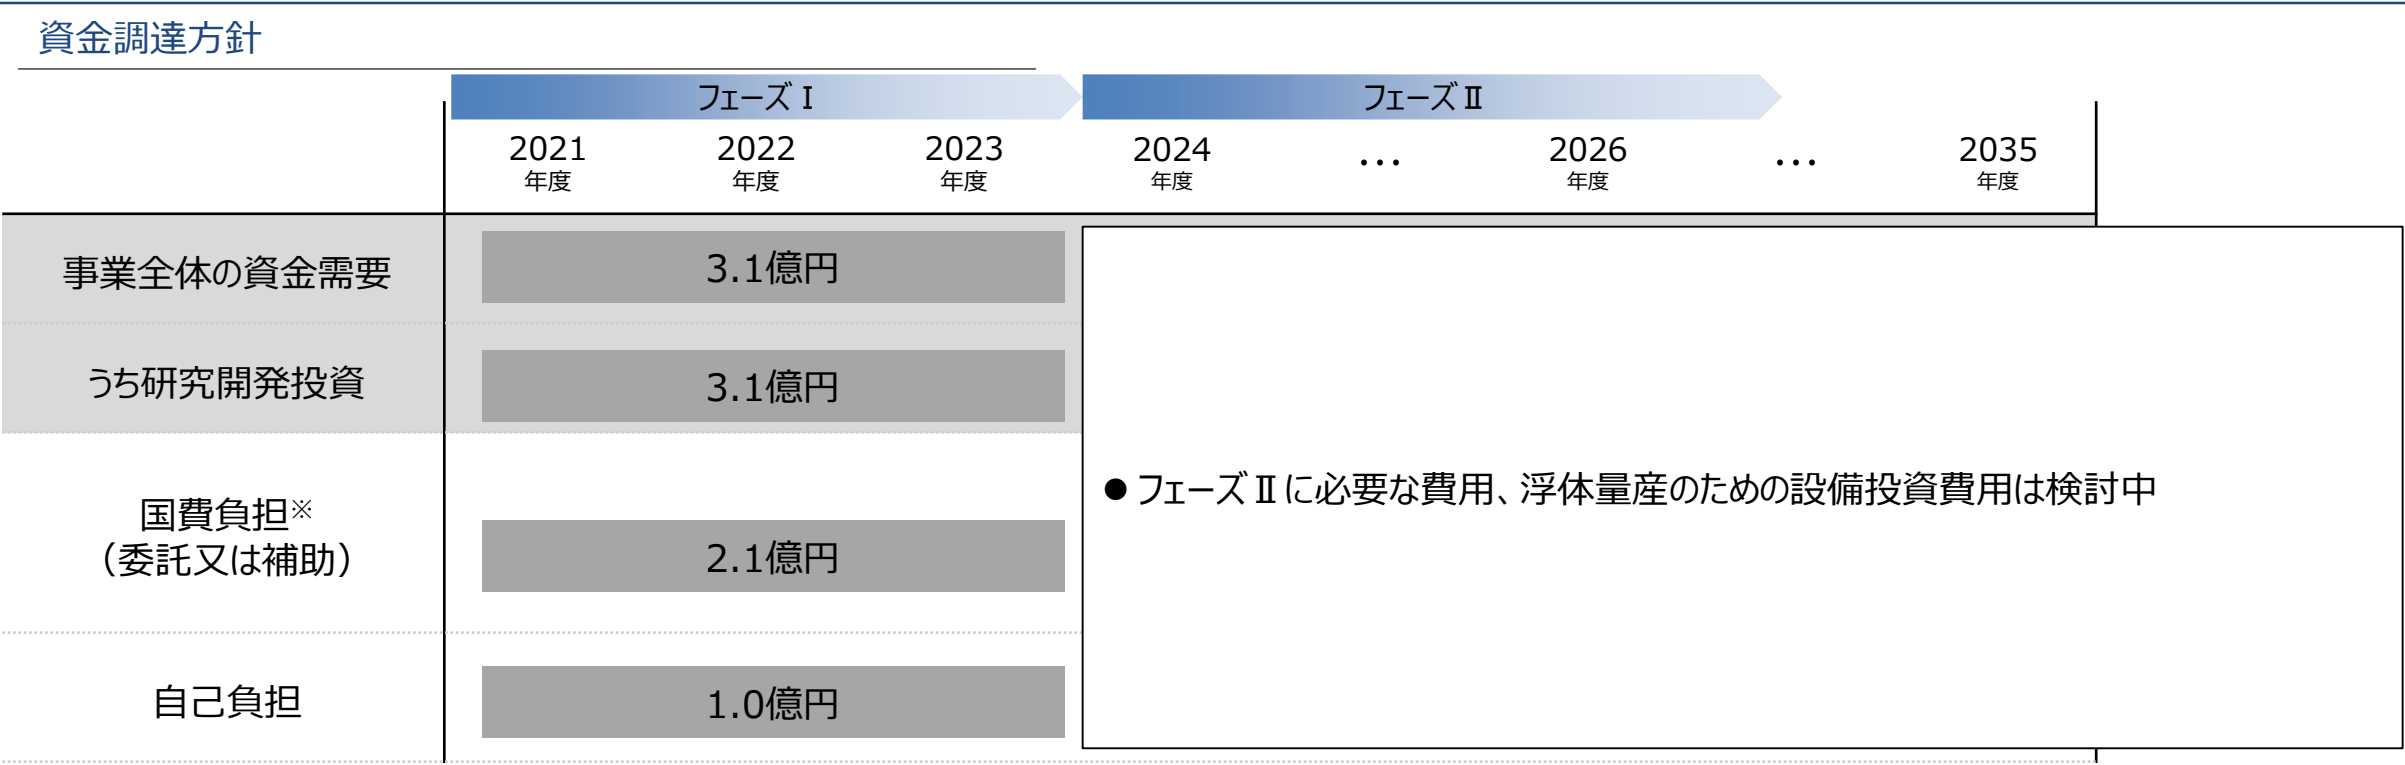 資金調達方針
フェーズⅠ
フェーズⅡ
2021
年度
2022
年度
2023
年度
2024
年度
…
2026
年度
…
2035
年度
事業全体の資金需要
3.1億円
うち研究開発投資
3.1億円
国費負担※
（委託又は補助）
2.1億円
自己負担
1.0億円
●フェーズⅡに必要な費用、浮体量産のための設備投資費用は検討中